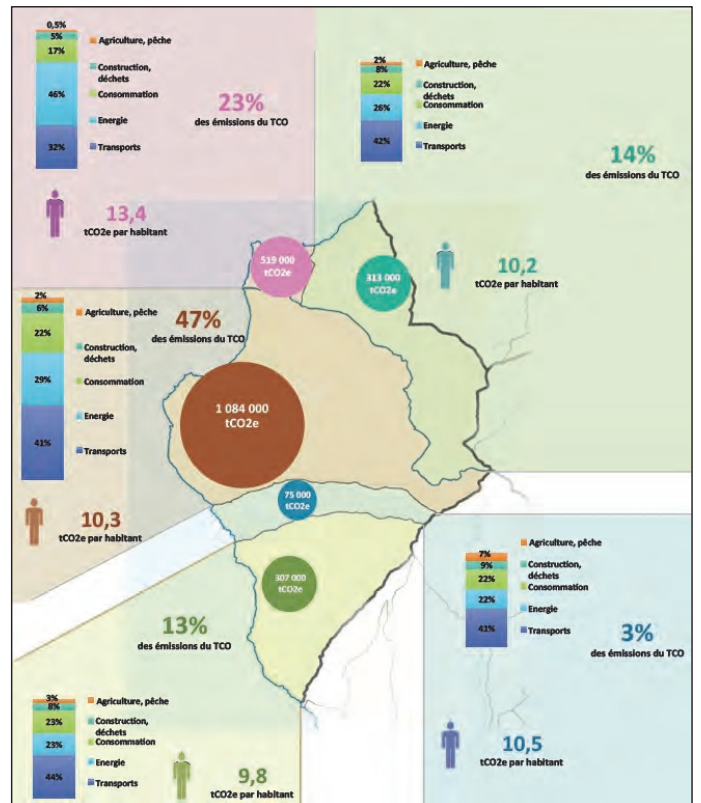 0,5%
5%
17%
46%
32%
Agriculture, pêche
Construction,
déchets
Consommation
Energie
Transports
23%
des émissions du TCO
13,4
tCO2e par habitant
2%
8%
22%
26%
42%
Agriculture, pêche
Construction,
déchets
Consommation
Energie
Transports
14%
des émissions du TCO
10,2
tCO2e par habitant
519 000
tCO2e
313 000
tCO2e
2%
6%
22%
29%
41%
Agriculture, pêche
Construction,
déchets
Consommation
Energie
Transports
47%
des émissions du TCO
10,3
tCO2e par habitant
1 084 000
tCO2e
75 000
tCO2e
307 000
tCO2e
7%
9%
22%
22%
41%
Agriculture, pêche
Construction,
déchets
Consommation
Energie
Transports
3%
des émissions du TCO
10,5
tCO2e par habitant
13%
des émissions du TCO
3%
8%
23%
23%
44%
Agriculture, pêche
Construction,
déchets
Consommation
Energie
Transports
9,8
tCO2e par habitant